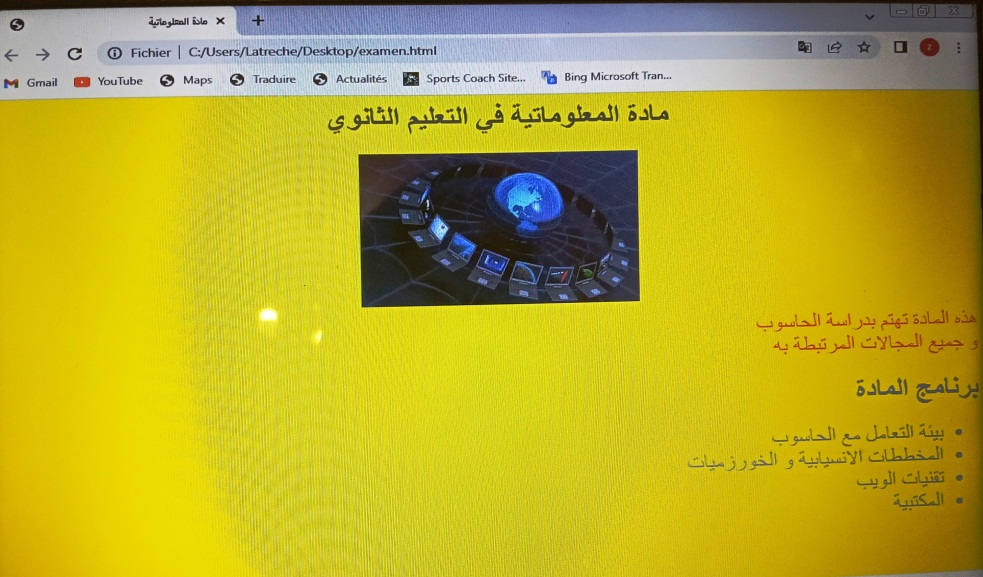 مادة المعلوماتية
Fichier | C:/Users/Latreche/Desktop/examen.html
Gmail YouTube Maps Traduire Actualités Sports Coach Site... Bing Microsoft Tran...
مادة المعلوماتية في التعليم الثانوي
هذه المادة تهتم بدراسة الحاسوب
و جميع المجالات المرتبطة به
برنامج المادة
• بيئة التعامل مع الحاسوب
• المخططات الانسيابية و الخورزميات
• تقنيات الويب
• المكتبية